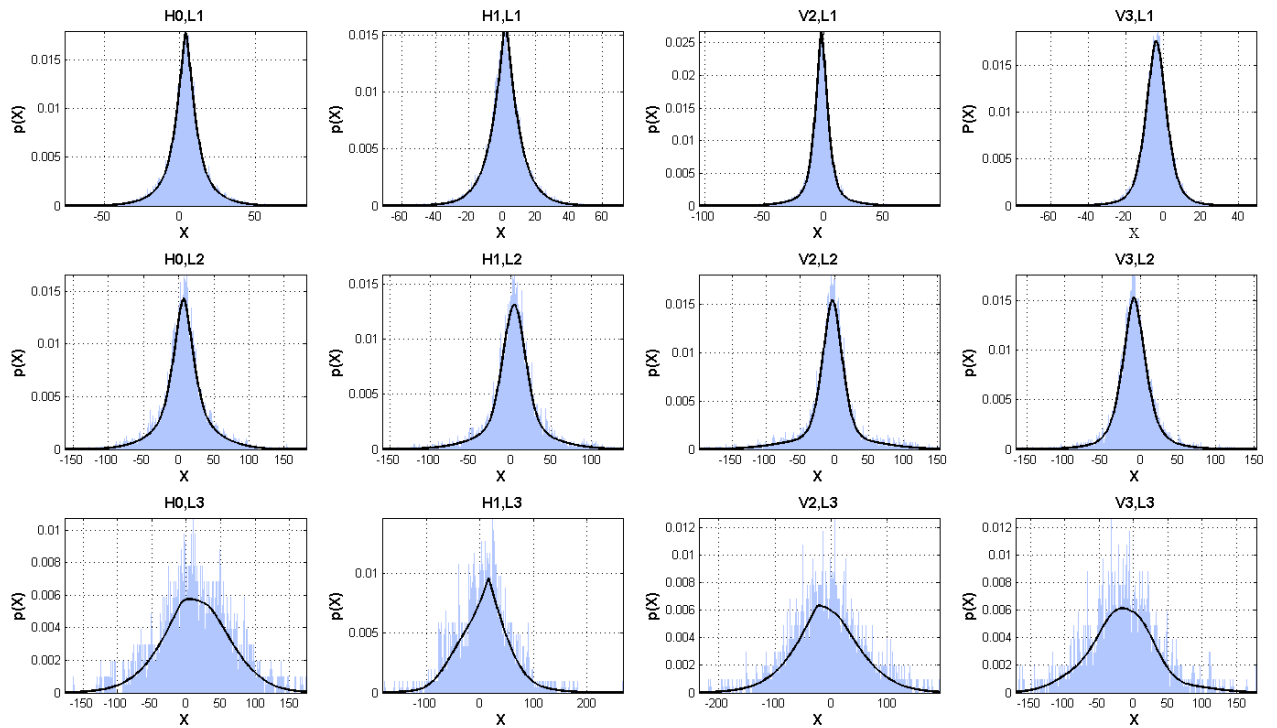 H0,L1 H1,L1 V2,L1 V3,L1
0.015 0.015 0.025
0.02 0.015
p(X) 0.01 p(X) 0.01 p(X) 0.015 P(X) 0.01
0.01
0.005 0.005 0.005 0.005
0 0 0 0
-50 0 50 -60 -40 -20 0 20 40 60 -100 -50 0 50 -60 -40 -20 0 20 40
X X X X
H0,L2 H1,L2 V2,L2 V3,L2
0.015 0.015 0.015 0.015
p(X) 0.01 p(X) 0.01 p(X) 0.01 p(X) 0.01
0.005 0.005 0.005 0.005
0 0 0 0
-150 -100 -50 0 50 100 150 -100 -50 0 50 100 -150 -100 -50 0 50 100 150 -150 -100 -50 0 50 100 150
X X X X
H0,L3 H1,L3 V2,L3 V3,L3
0.01 0.012 0.012
0.008 0.01 0.01 0.01
p(X) 0.006 p(X) p(X) 0.008 p(X) 0.008
0.004 0.005 0.006 0.006
0.004 0.004
0.002 0.002 0.002
0 0 0 0
-150 -100 -50 0 50 100 150 -100 0 100 200 -200 -100 0 100 -150 -100 -50 0 50 100 150
X X X X